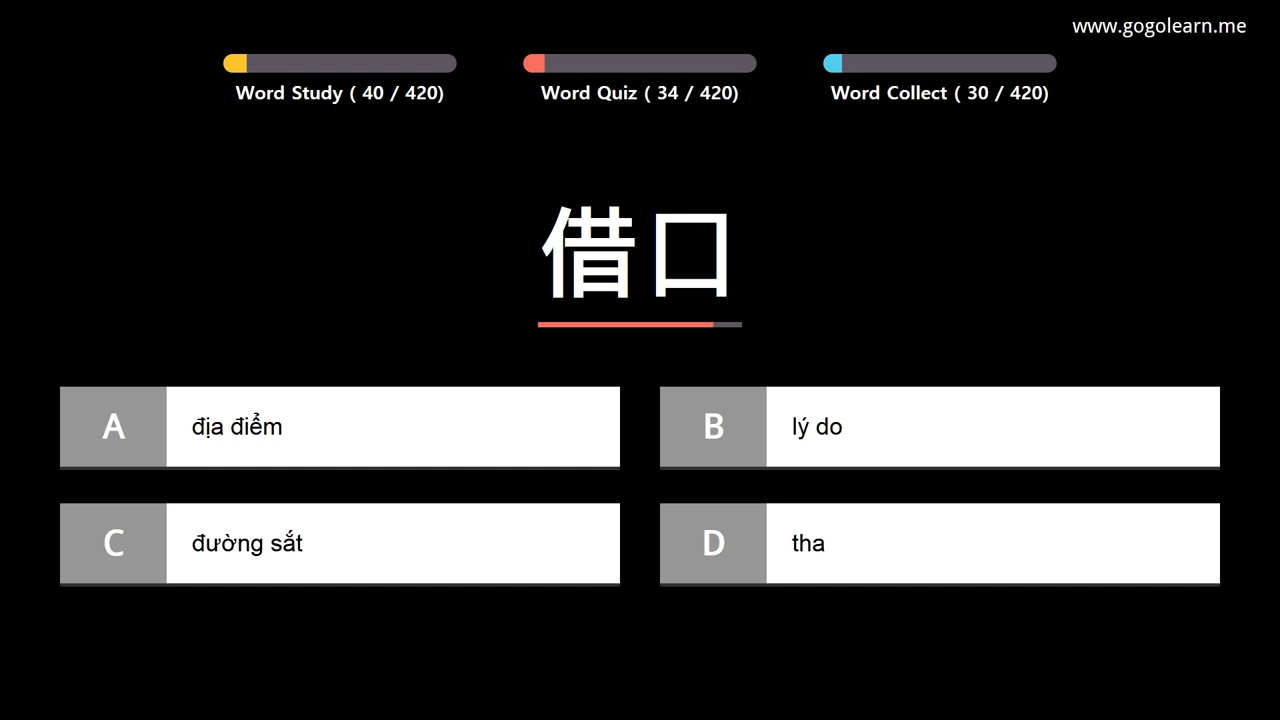 www.gogolearn.me
Word Study ( 40 / 420)
Word Quiz ( 34 / 420)
Word Collect ( 30 / 420)
借口
A địa điểm
B lý do
C đường sắt
D tha